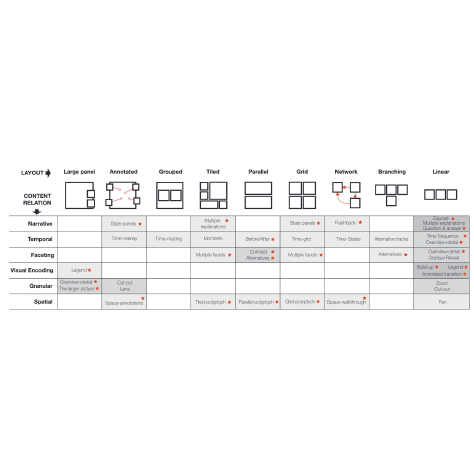 LAYOUT Large panel Annotated Grouped Tiled Parallel Grid Network Branching Linear
CONTENT
RELATION
Narrative State panels Multiple-explanations State panels Flashback Multiple explanations Question & answer
Temporal Time-overlay Time-nesting Moments Before/After Time-grid Time-States Alternative traces Time-Sequence Overview+detail
Faceting Multiple facets Contrast Alternatives Multiple facets Alternatives Overview+detail Gradual Reveal
Visual Encoding Legend Build-up Legend Annotated transition
Granular Overview+detail The larger picture Cut-out Lens Zoom Cut-out
Spatial Space-annotations Tiled-polyptych Parallel-polyptych Grid-polyptych Space-walkthrough Pan